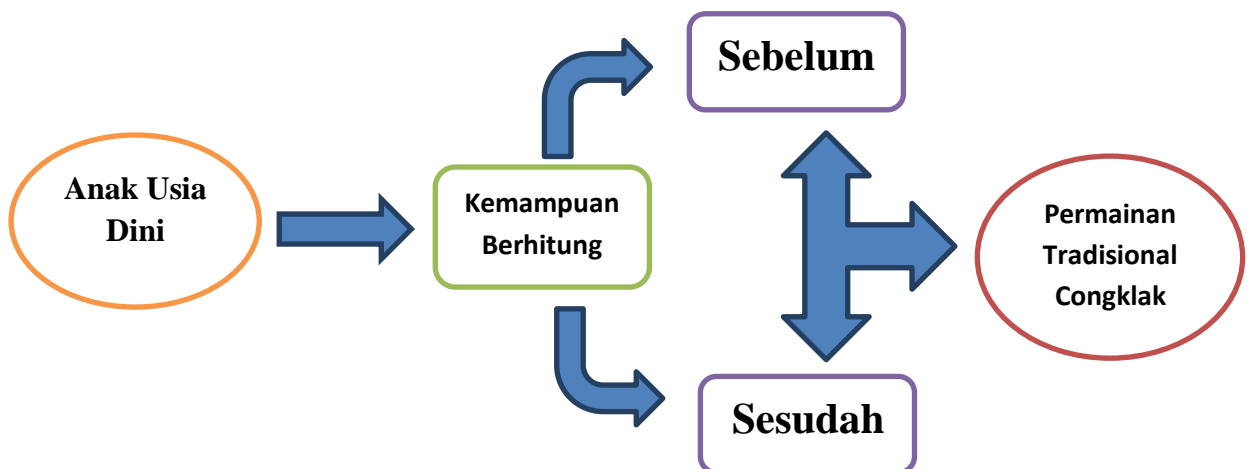 Anak Usia
Dini
Kemampuan
Berhitung
Sebelum
Sesudah
Permainan
Tradisional
Congklak